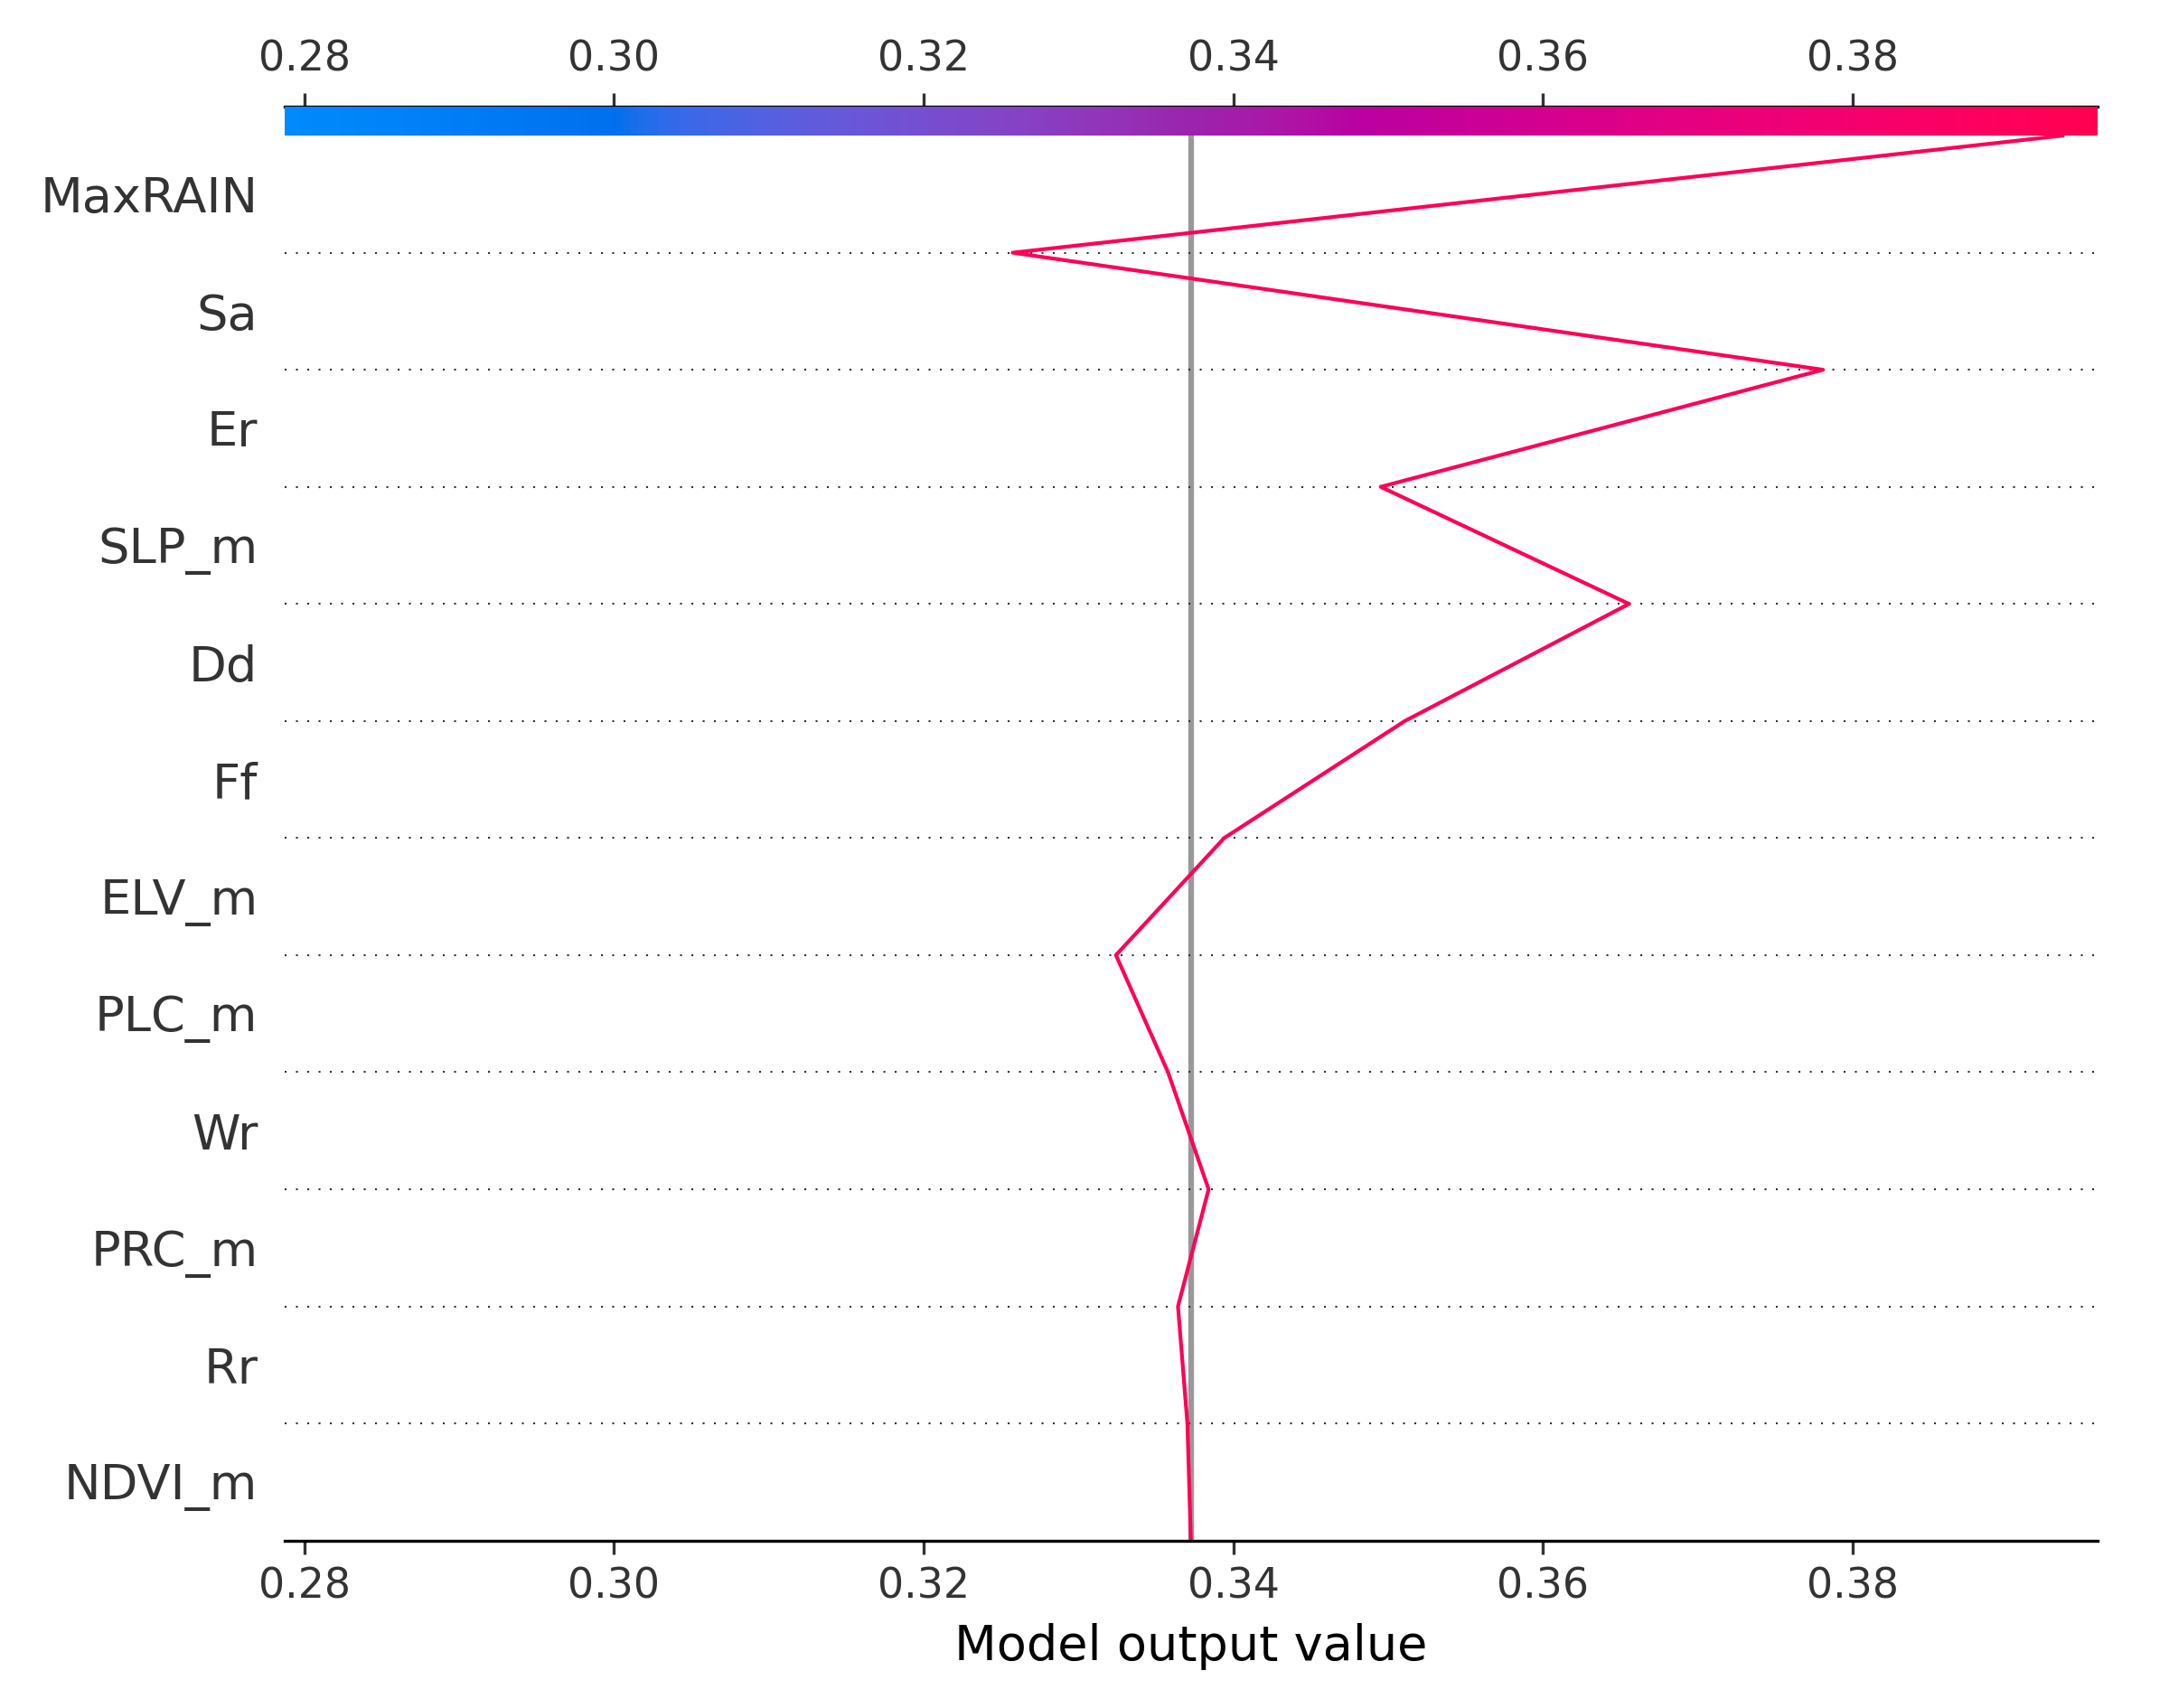 0.28 0.30 0.32 0.34 0.36 0.38
MaxRAIN
Sa
Er
SLP_m
Dd
Ff
ELV_m
PLC_m
Wr
PRC_m
Rr
NDVI_m
0.28 0.30 0.32 0.34 0.36 0.38
Model output value